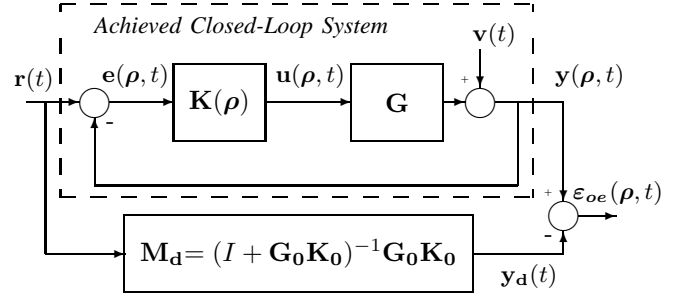 Achieved Closed-Loop System
v(t)
r(t)
e(ρ, t)
u(ρ, t)
y(ρ, t)
+
K(ρ)
G
-
+
ε_oe(ρ, t)
M_d= (I + G_0K_0)^{-1}G_0K_0
-
y_d(t)